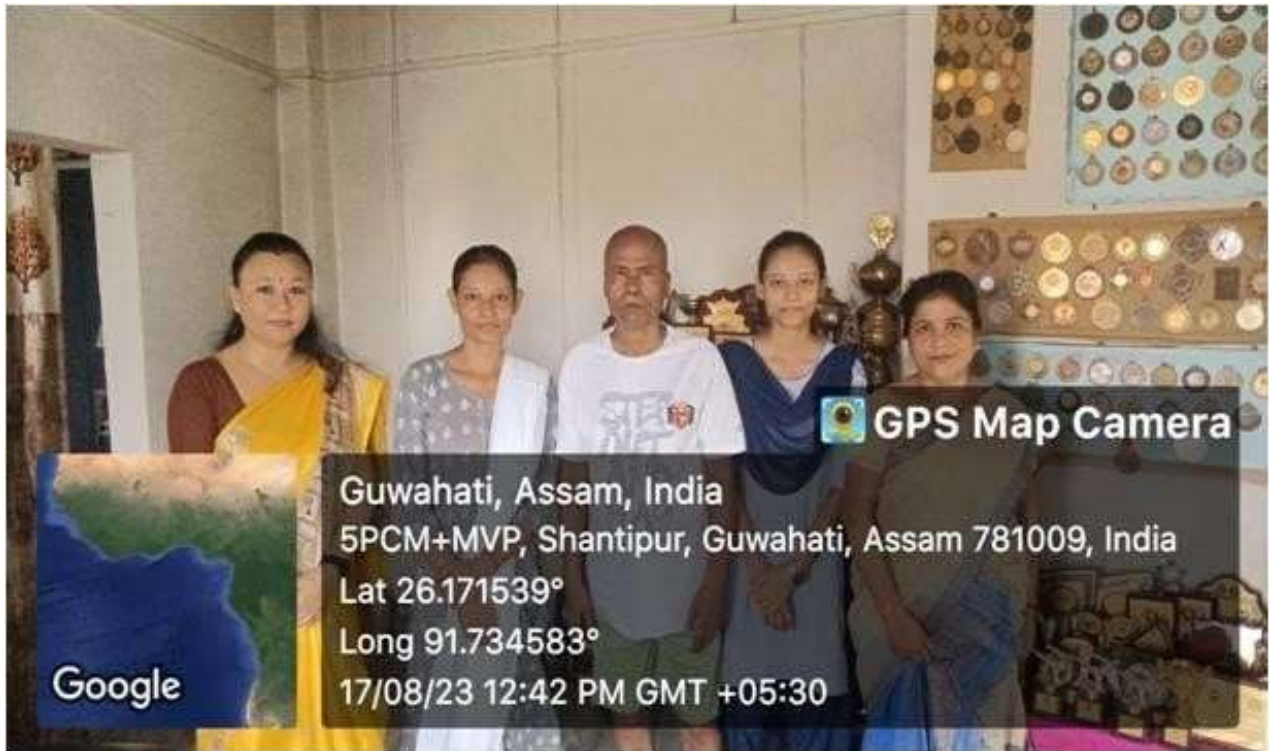 GPS Map Camera
Guwahati, Assam, India
5PCM+MVP, Shantipur, Guwahati, Assam 781009, India
Lat 26.171539°
Long 91.734583°
17/08/23 12:42 PM GMT +05:30
Google